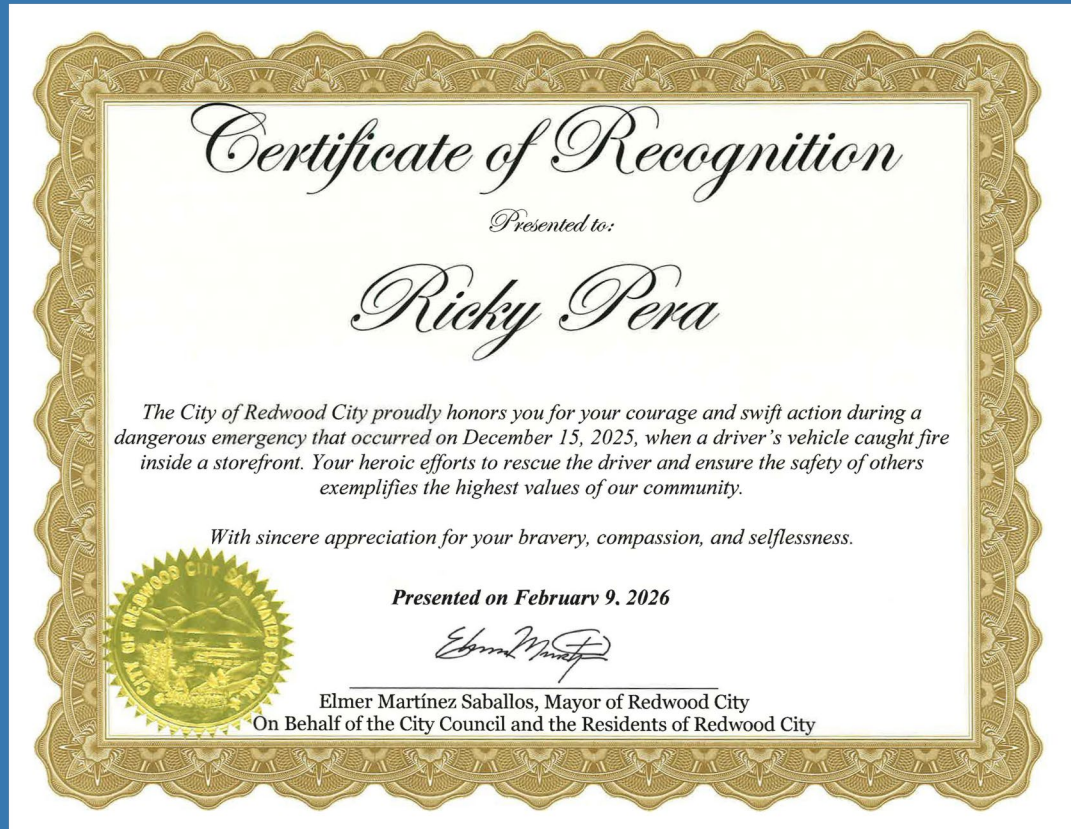 Certificate of Recognition
Presented to:
Ricky Pera
The City of Redwood City proudly honors you for your courage and swift action during a
dangerous emergency that occurred on December 15, 2025, when a driver's vehicle caught fire
inside a storefront. Your heroic efforts to rescue the driver and ensure the safety of others
exemplifies the highest values of our community.
With sincere appreciation for your bravery, compassion, and selflessness.
Presented on February 9, 2026
Elmer Martínez Saballos, Mayor of Redwood City
On Behalf of the City Council and the Residents of Redwood City
CITY OF REDWOOD CITY SAN MATEO CO. CAL.